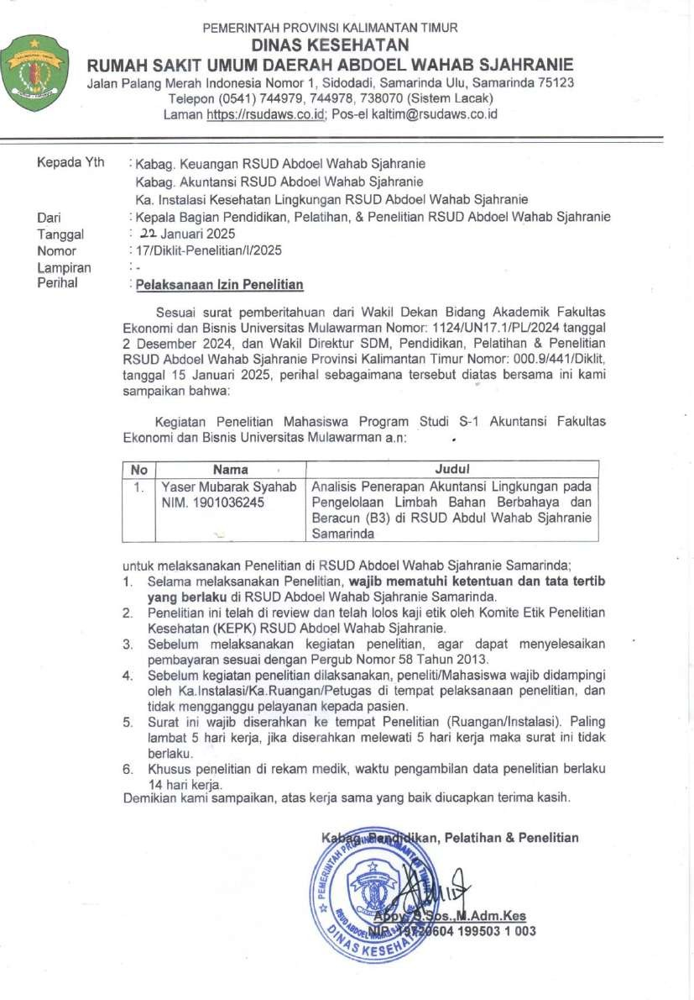 PEMERINTAH PROVINSI KALIMANTAN TIMUR
DINAS KESEHATAN
RUMAH SAKIT UMUM DAERAH ABDOEL WAHAB SJAHRANIE
Jalan Palang Merah Indonesia Nomor 1, Sidodadi, Samarinda Ulu, Samarinda 75123
Telepon (0541) 744979, 744978, 738070 (Sistem Lacak)
Laman https://rsudaws.co.id; Pos-el kaltim@rsudaws.co.id
Kepada Yth : Kabag. Keuangan RSUD Abdoel Wahab Sjahranie
Kabag. Akuntansi RSUD Abdoel Wahab Sjahranie
Ka. Instalasi Kesehatan Lingkungan RSUD Abdoel Wahab Sjahranie
Dari : Kepala Bagian Pendidikan, Pelatihan, & Penelitian RSUD Abdoel Wahab Sjahranie
Tanggal : 22 Januari 2025
Nomor : 17/Diklit-Penelitian/I/2025
Lampiran : -
Perihal : Pelaksanaan Izin Penelitian
Sesuai surat pemberitahuan dari Wakil Dekan Bidang Akademik Fakultas
Ekonomi dan Bisnis Universitas Mulawarman Nomor: 1124/UN17.1/PL/2024 tanggal
2 Desember 2024, dan Wakil Direktur SDM, Pendidikan, Pelatihan & Penelitian
RSUD Abdoel Wahab Sjahranie Provinsi Kalimantan Timur Nomor: 000.9/441/Diklit,
tanggal 15 Januari 2025, perihal sebagaimana tersebut diatas bersama ini kami
sampaikan bahwa:
Kegiatan Penelitian Mahasiswa Program Studi S-1 Akuntansi Fakultas
Ekonomi dan Bisnis Universitas Mulawarman a.n:
No Nama Judul
1. Yaser Mubarak Syahab Analisis Penerapan Akuntansi Lingkungan pada
NIM. 1901036245 Pengelolaan Limbah Bahan Berbahaya dan
Beracun (B3) di RSUD Abdul Wahab Sjahranie
Samarinda
untuk melaksanakan Penelitian di RSUD Abdoel Wahab Sjahranie Samarinda;
1. Selama melaksanakan Penelitian, wajib mematuhi ketentuan dan tata tertib
yang berlaku di RSUD Abdoel Wahab Sjahranie Samarinda.
2. Penelitian ini telah di review dan telah lolos kaji etik oleh Komite Etik Penelitian
Kesehatan (KEPK) RSUD Abdoel Wahab Sjahranie.
3. Sebelum melaksanakan kegiatan penelitian, agar dapat menyelesaikan
pembayaran sesuai dengan Pergub Nomor 58 Tahun 2013.
4. Sebelum kegiatan penelitian dilaksanakan, peneliti/Mahasiswa wajib didampingi
oleh Ka.Instalasi/Ka.Ruangan/Petugas di tempat pelaksanaan penelitian, dan
tidak mengganggu pelayanan kepada pasien.
5. Surat ini wajib diserahkan ke tempat Penelitian (Ruangan/Instalasi). Paling
lambat 5 hari kerja, jika diserahkan melewati 5 hari kerja maka surat ini tidak
berlaku.
6. Khusus penelitian di rekam medik, waktu pengambilan data penelitian berlaku
14 hari kerja.
Demikian kami sampaikan, atas kerja sama yang baik diucapkan terima kasih.
Kabag. Pendidikan, Pelatihan & Penelitian
PEMERINTAH PROVINSI KALIMANTAN TIMUR
RSUD ABDOEL WAHAB SJAHRANIE
DINAS KESEHATAN
S.Sos.,M.Adm.Kes
NIP. 19720604 199503 1 003